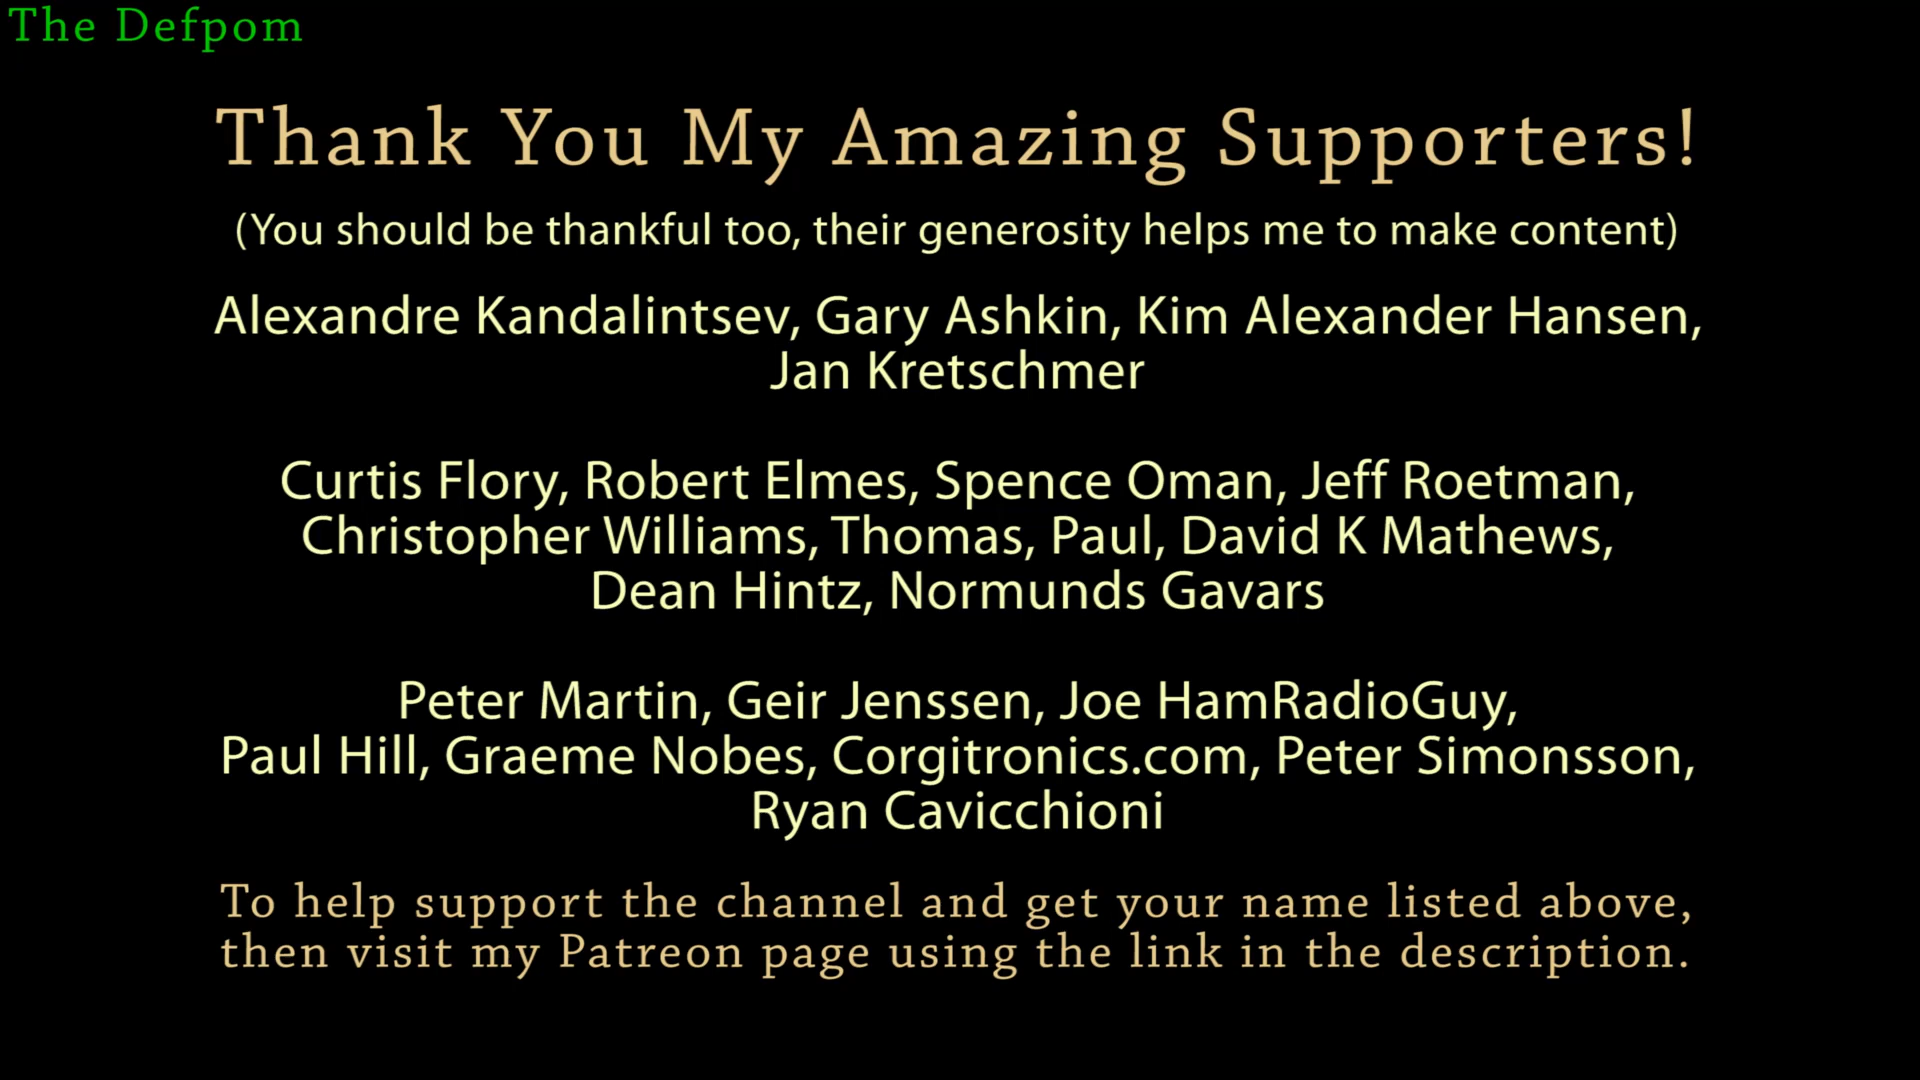 The Defpom
Thank You My Amazing Supporters!
(You should be thankful too, their generosity helps me to make content)
Alexandre Kandalintsev, Gary Ashkin, Kim Alexander Hansen,
Jan Kretschmer
Curtis Flory, Robert Elmes, Spence Oman, Jeff Roetman,
Christopher Williams, Thomas, Paul, David K Mathews,
Dean Hintz, Normunds Gavars
Peter Martin, Geir Jenssen, Joe HamRadioGuy,
Paul Hill, Graeme Nobes, Corgitronics.com, Peter Simonsson,
Ryan Cavicchioni
To help support the channel and get your name listed above,
then visit my Patreon page using the link in the description.